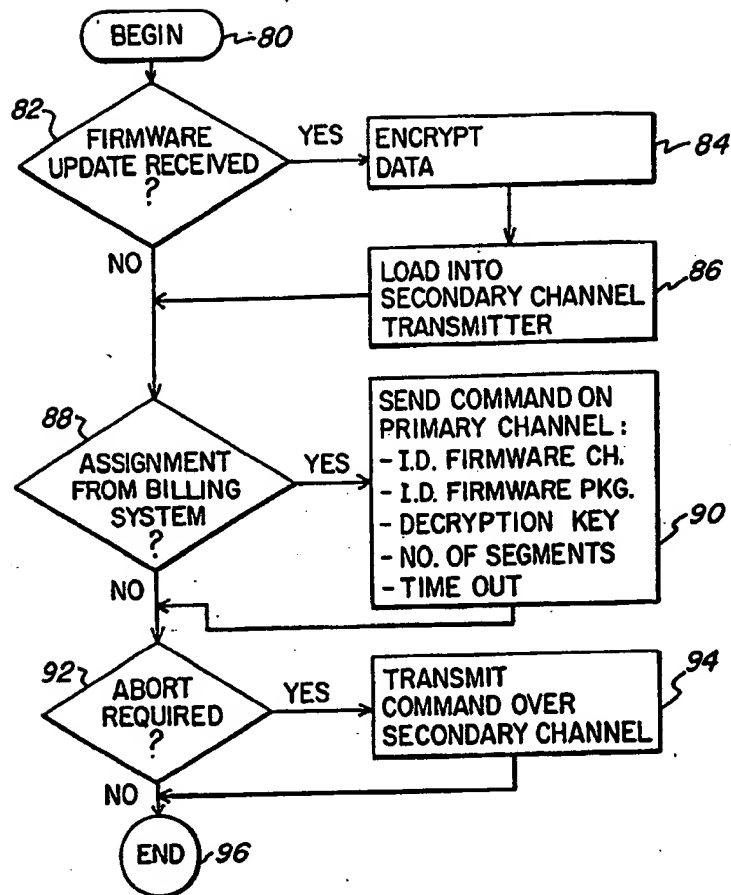 BEGIN
80
82
FIRMWARE
UPDATE RECEIVED
?
YES
ENCRYPT
DATA
84
NO
LOAD INTO
SECONDARY CHANNEL
TRANSMITTER
86
88
ASSIGNMENT
FROM BILLING
SYSTEM
?
YES
SEND COMMAND ON
PRIMARY CHANNEL:
- I.D. FIRMWARE CH.
- I.D. FIRMWARE PKG.
- DECRYPTION KEY
- NO. OF SEGMENTS
- TIME OUT
90
NO
92
ABORT
REQUIRED
?
YES
TRANSMIT
COMMAND OVER
SECONDARY CHANNEL
94
NO
END
96